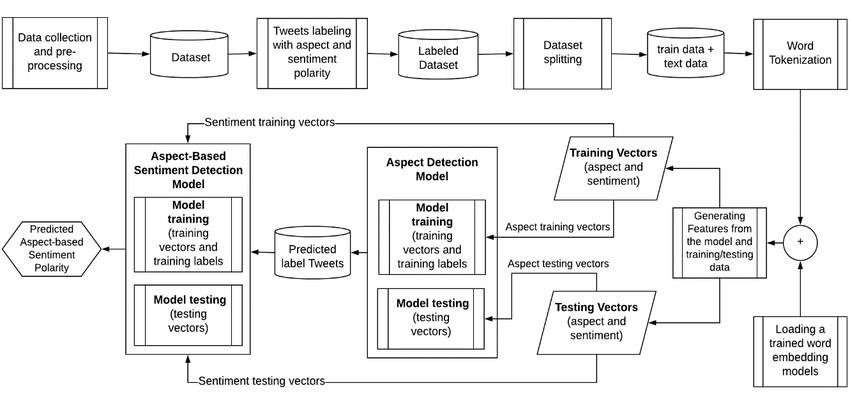 Data collection
and pre-
processing
Dataset
Tweets labeling
with aspect and
sentiment
polarity
Labeled
Dataset
Dataset
splitting
train data +
text data
Word
Tokenization
Sentiment training vectors
Aspect-Based
Sentiment Detection
Model
Model
training
(training
vectors and
training labels
Model testing
(testing
vectors)
Predicted
Aspect-based
Sentiment
Polarity
Predicted
label Tweets
Aspect Detection
Model
Model
training
(training
vectors and
training labels
Model testing
(testing
vectors)
Aspect training vectors
Aspect testing vectors
Training Vectors
(aspect and
sentiment)
Testing Vectors
(aspect and
sentiment)
Generating
Features from
the model and
training/testing
data
+
Loading a
trained word
embedding
models
Sentiment testing vectors